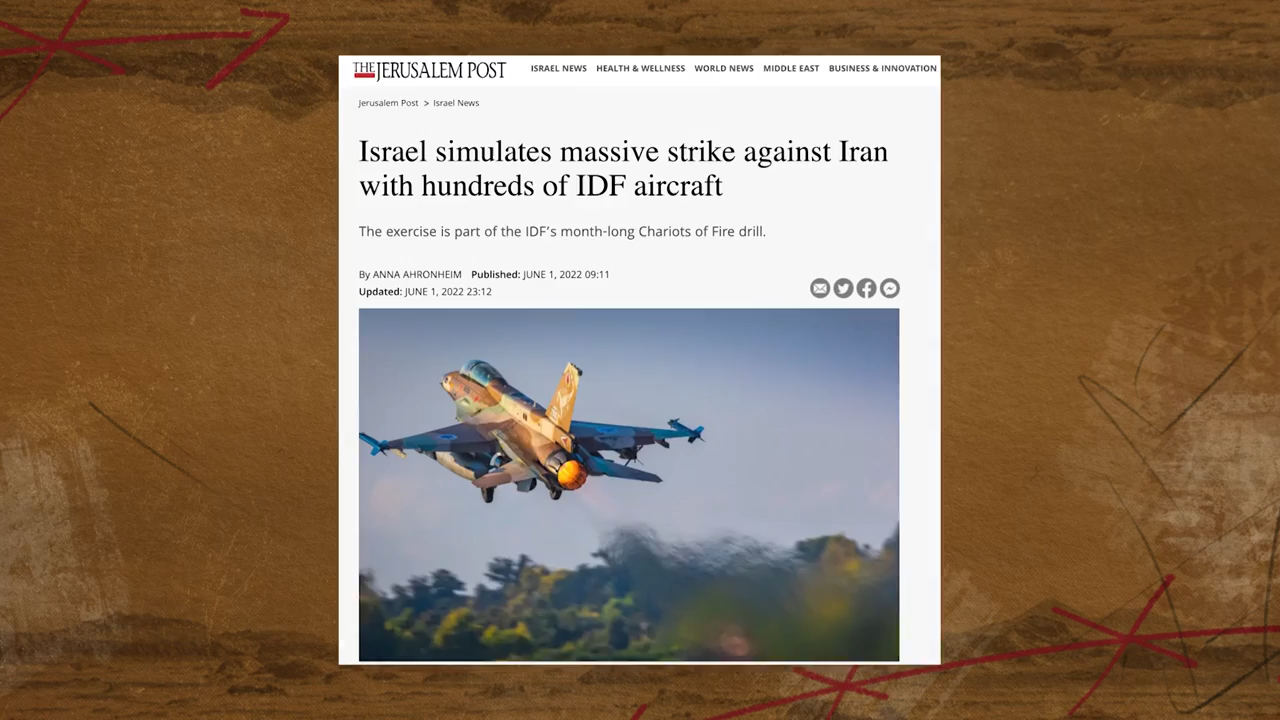 THE JERUSALEM POST
ISRAEL NEWS HEALTH & WELLNESS WORLD NEWS MIDDLE EAST BUSINESS & INNOVATION
Jerusalem Post > Israel News
Israel simulates massive strike against Iran
with hundreds of IDF aircraft
The exercise is part of the IDF's month-long Chariots of Fire drill.
By ANNA AHRONHEIM Published: JUNE 1, 2022 09:11
Updated: JUNE 1, 2022 23:12